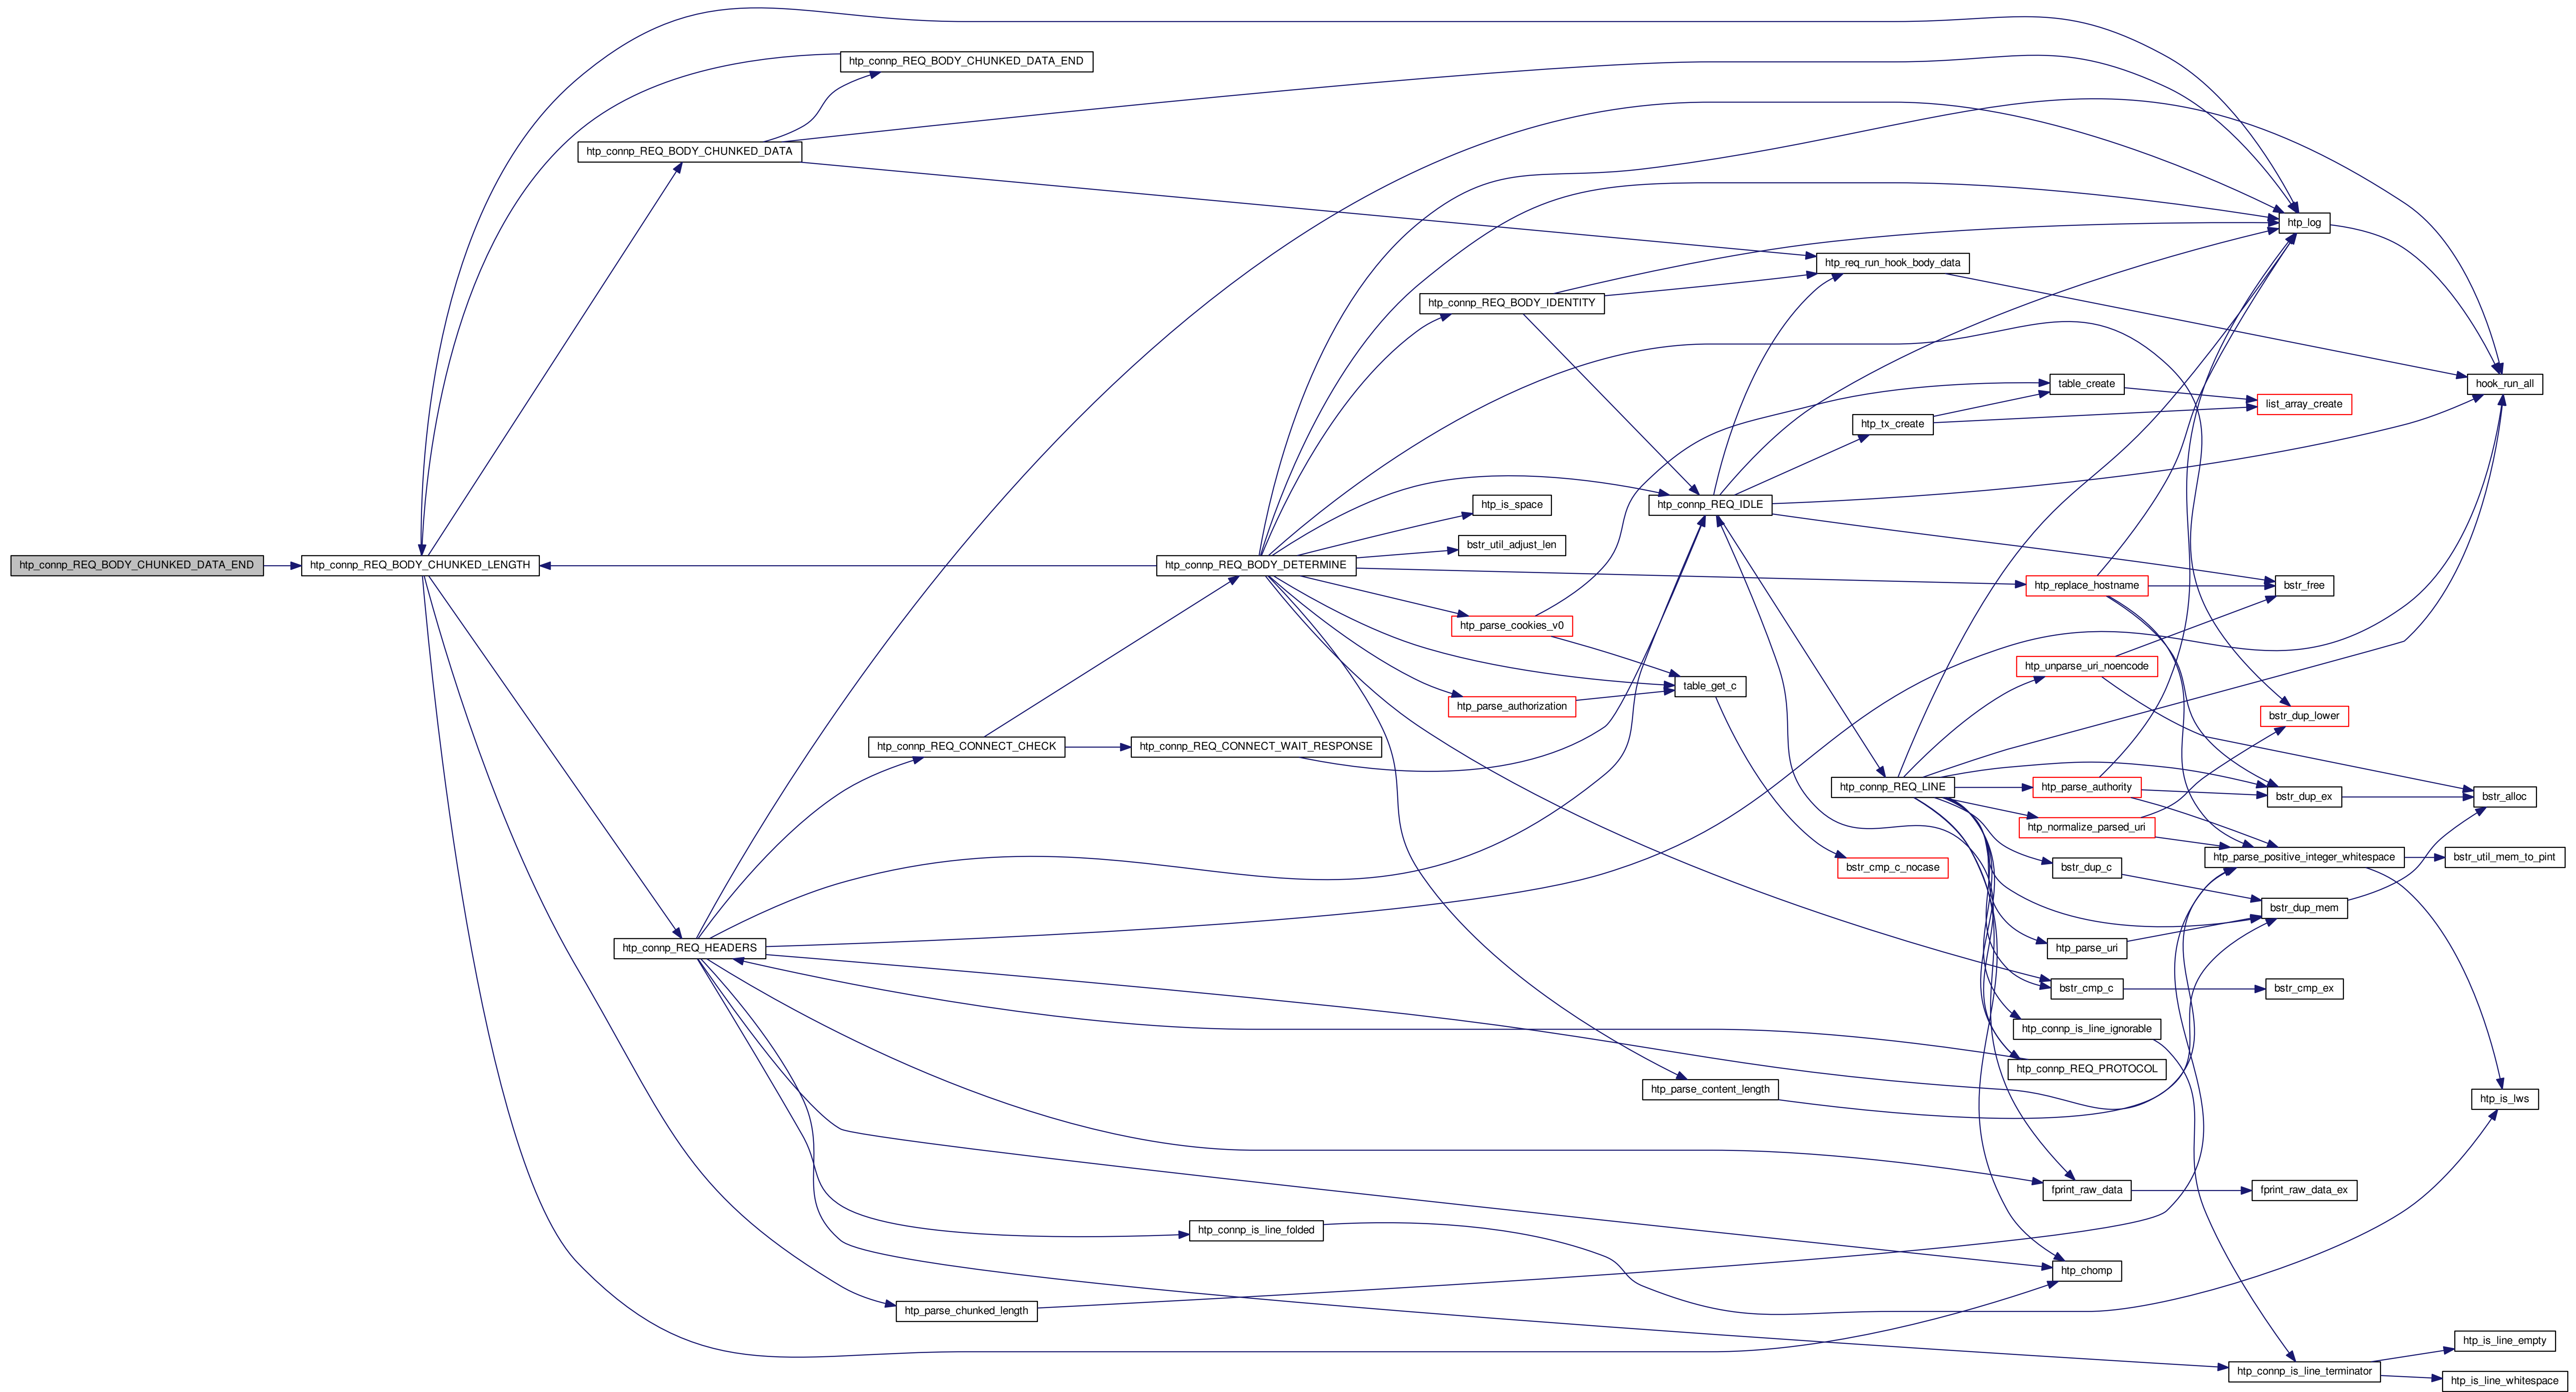 htp_connp_REQ_BODY_CHUNKED_DATA_END
htp_connp_REQ_BODY_CHUNKED_DATA
htp_log
htp_req_run_hook_body_data
htp_connp_REQ_BODY_IDENTITY
table_create
hook_run_all
list_array_create
htp_tx_create
htp_is_space
htp_connp_REQ_IDLE
bstr_util_adjust_len
htp_connp_REQ_BODY_CHUNKED_DATA_END
htp_connp_REQ_BODY_CHUNKED_LENGTH
htp_connp_REQ_BODY_DETERMINE
htp_replace_hostname
bstr_free
htp_parse_cookies_v0
htp_unparse_uri_noencode
table_get_c
htp_parse_authorization
bstr_dup_lower
htp_connp_REQ_CONNECT_CHECK
htp_connp_REQ_CONNECT_WAIT_RESPONSE
htp_connp_REQ_LINE
htp_parse_authority
bstr_dup_ex
bstr_alloc
htp_normalize_parsed_uri
htp_parse_positive_integer_whitespace
bstr_util_mem_to_pint
bstr_dup_c
bstr_cmp_c_nocase
bstr_dup_mem
htp_connp_REQ_HEADERS
htp_parse_uri
bstr_cmp_c
bstr_cmp_ex
htp_connp_is_line_ignorable
htp_connp_REQ_PROTOCOL
htp_parse_content_length
htp_is_lws
fprint_raw_data
fprint_raw_data_ex
htp_connp_is_line_folded
htp_chomp
htp_parse_chunked_length
htp_is_line_empty
htp_connp_is_line_terminator
htp_is_line_whitespace